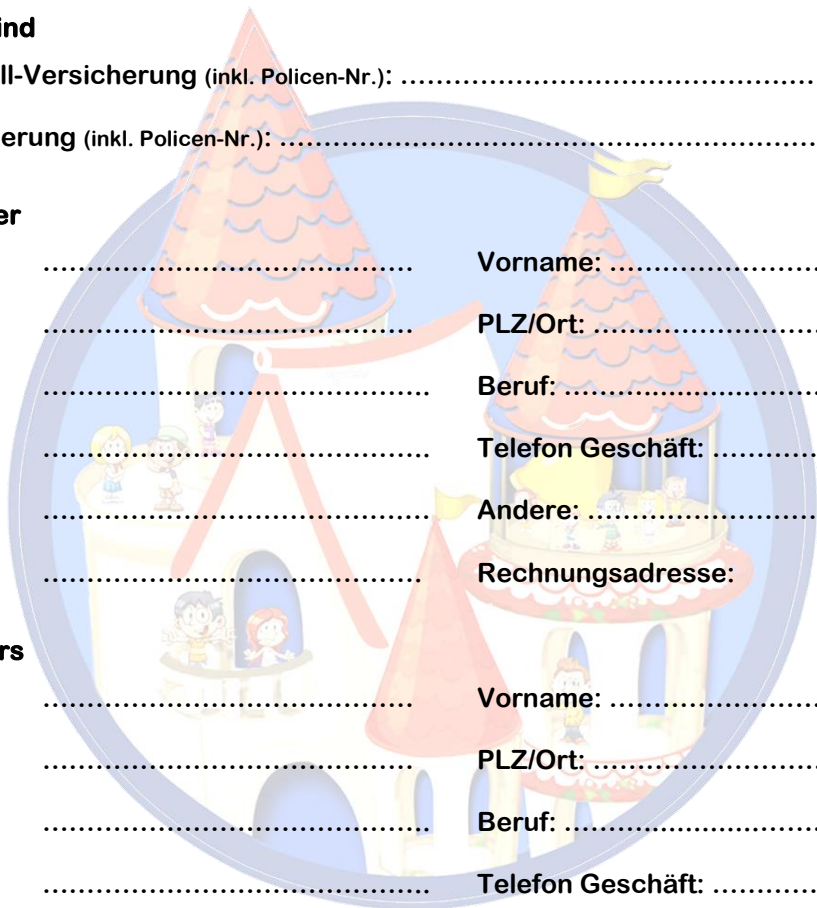 ind
ll-Versicherung (inkl. Policen-Nr.): ……………………………………………
erung (inkl. Policen-Nr.): …………………………………………………………
er
…………………………………… Vorname: ……………………
…………………………………… PLZ/Ort: ………………………
…………………………………….. Beruf: …………………………
…………………………………….. Telefon Geschäft: …………
…………………………………….. Andere: ………………………
……………………………………. Rechnungsadresse:
rs
…………………………………… Vorname: ……………………
…………………………………… PLZ/Ort: ………………………
…………………………………….. Beruf: …………………………
…………………………………….. Telefon Geschäft: …………